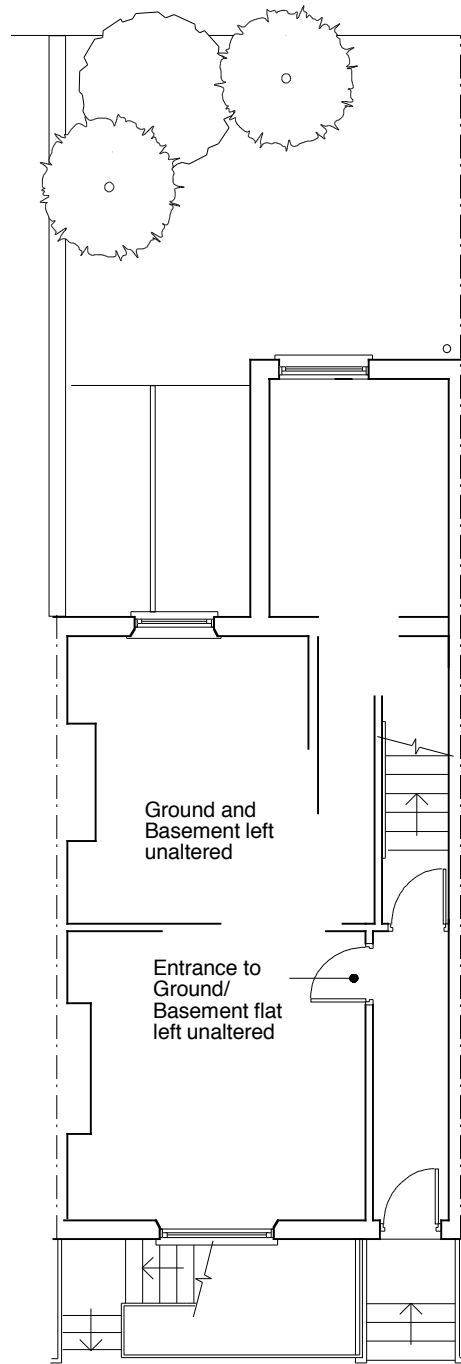 Ground and
Basement left
unaltered
Entrance to
Ground/
Basement flat
left unaltered